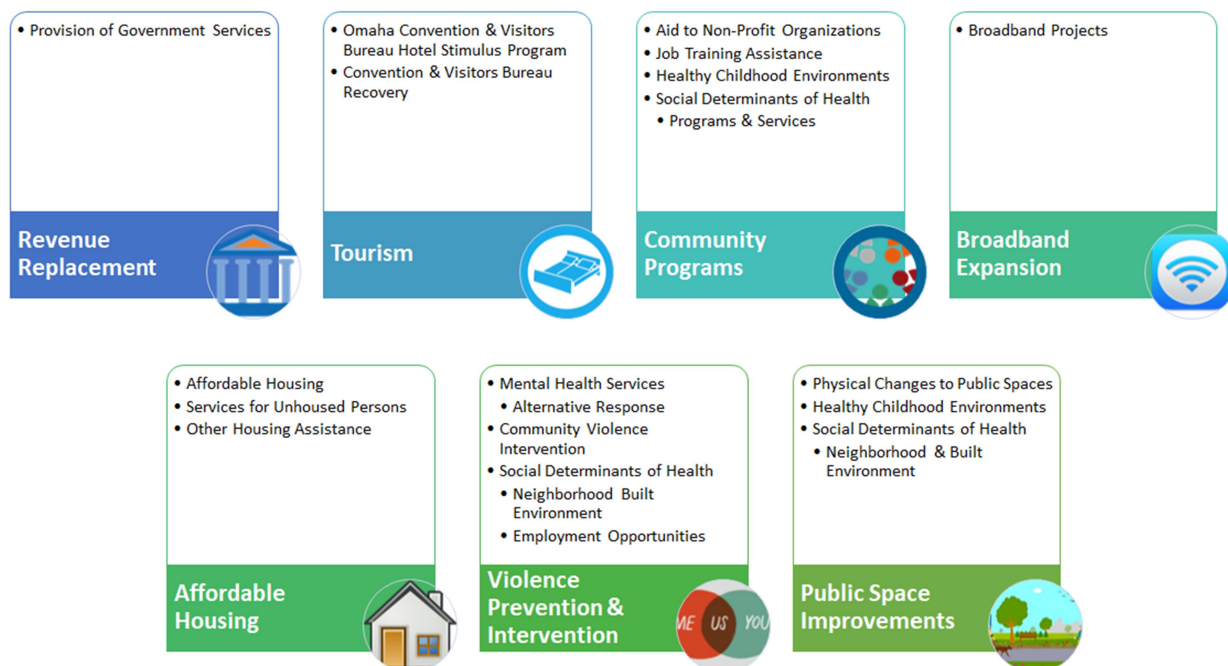 • Provision of Government Services
Revenue
Replacement
• Omaha Convention & Visitors
Bureau Hotel Stimulus Program
• Convention & Visitors Bureau
Recovery
Tourism
• Aid to Non-Profit Organizations
• Job Training Assistance
• Healthy Childhood Environments
• Social Determinants of Health
• Programs & Services
Community
Programs
• Broadband Projects
Broadband
Expansion
• Affordable Housing
• Services for Unhoused Persons
• Other Housing Assistance
Affordable
Housing
• Mental Health Services
• Alternative Response
• Community Violence
Intervention
• Social Determinants of Health
• Neighborhood Built
Environment
• Employment Opportunities
Violence
Prevention &
Intervention
ME US YOU
• Physical Changes to Public Spaces
• Healthy Childhood Environments
• Social Determinants of Health
• Neighborhood & Built
Environment
Public Space
Improvements